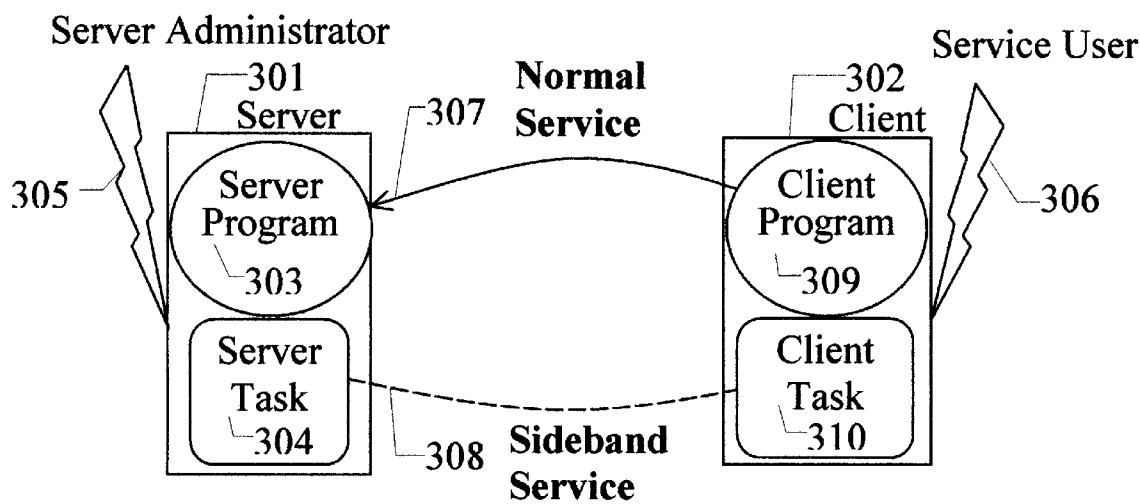 Server Administrator
Service User
301
Server
307
Normal
Service
302
Client
305
Server
Program
303
Client
Program
309
306
Server
Task
304
308
Sideband
Service
Client
Task
310